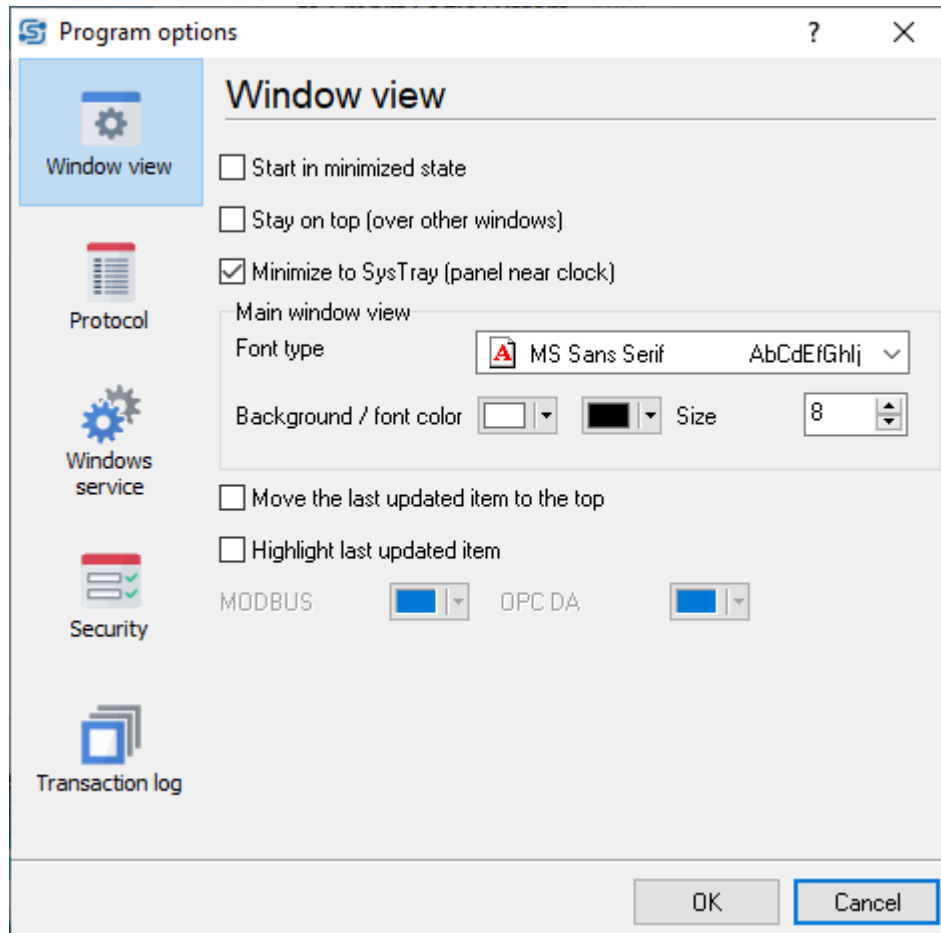 Program options
?
Window view
Window view
Start in minimized state
Stay on top (over other windows)
Minimize to SysTray (panel near clock)
Main window view
Font type
MS Sans Serif AbCdEfGhIj
Background / font color
Size
8
Move the last updated item to the top
Highlight last updated item
MODBUS
OPC DA
Protocol
Windows
service
Security
Transaction log
OK
Cancel